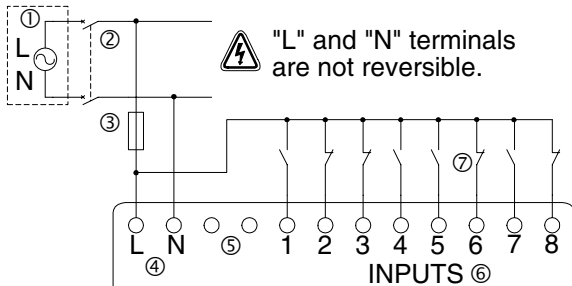 ①
②
L
N
"L" and "N" terminals
are not reversible.
③
⑦
L N 1 2 3 4 5 6 7 8
④ ⑤
INPUTS ⑥